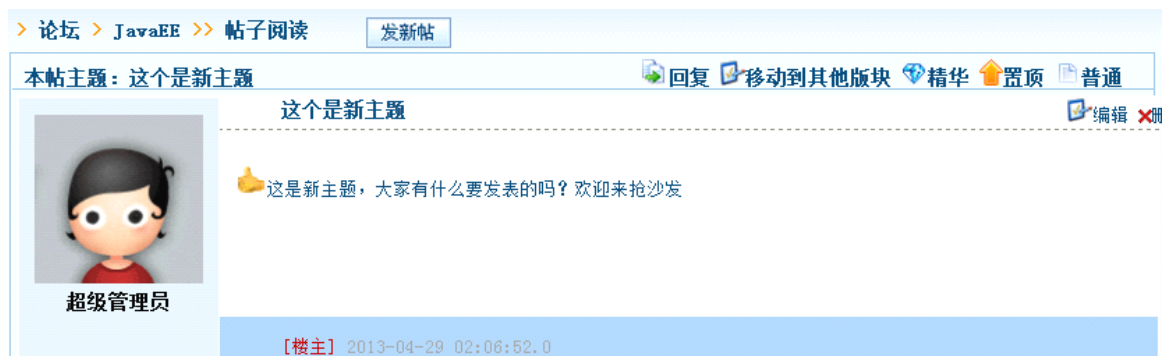 > 论坛 > JavaEE >> 帖子阅读 发新帖
本帖主题：这个是新主题 回复 移动到其他版块 精华 置顶 普通
这个是新主题 编辑
这是新主题，大家有什么要发表的吗？欢迎来抢沙发
超级管理员
[楼主] 2013-04-29 02:06:52.0